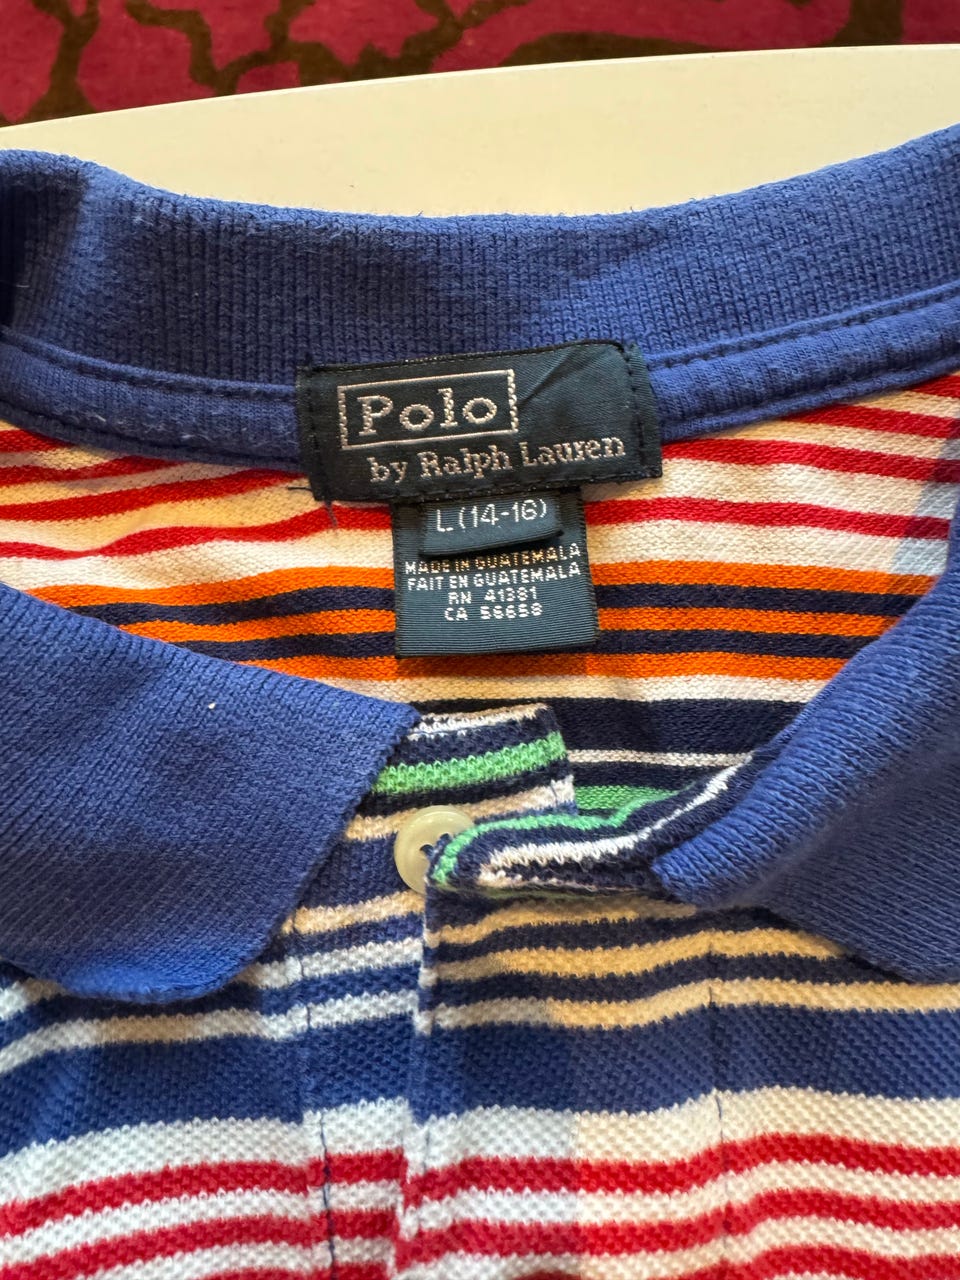 Polo
by Ralph Lauren
L (14-16)
MADE IN GUATEMALA
FAIT EN GUATEMALA
RN 41381
CA 56658